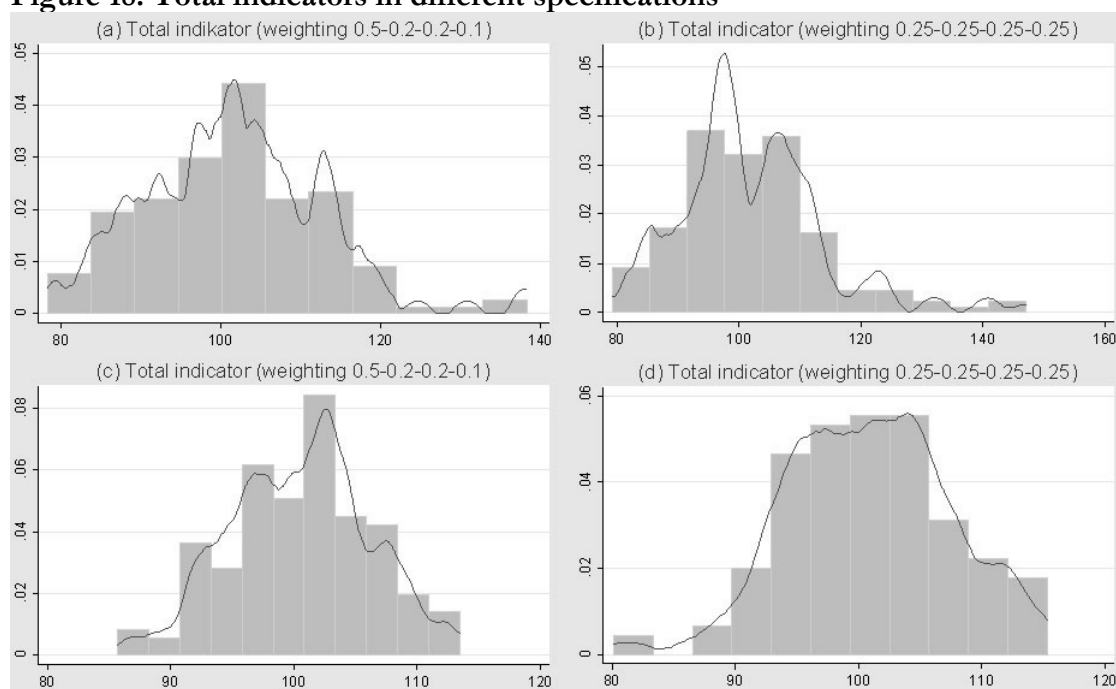 Figure Total indicators in different specifications
(a) Total indikator (weighting 0.5-0.2-0.2-0.1)
.05
.04
.03
.02
.01
0
80 100 120 140
(b) Total indicator (weighting 0.25-0.25-0.25-0.25)
.05
.04
.03
.02
.01
0
80 100 120 140 160
(c) Total indicator (weighting 0.5-0.2-0.2-0.1)
.08
.06
.04
.02
0
80 90 100 110 120
(d) Total indicator (weighting 0.25-0.25-0.25-0.25)
.06
.04
.02
0
80 90 100 110 120